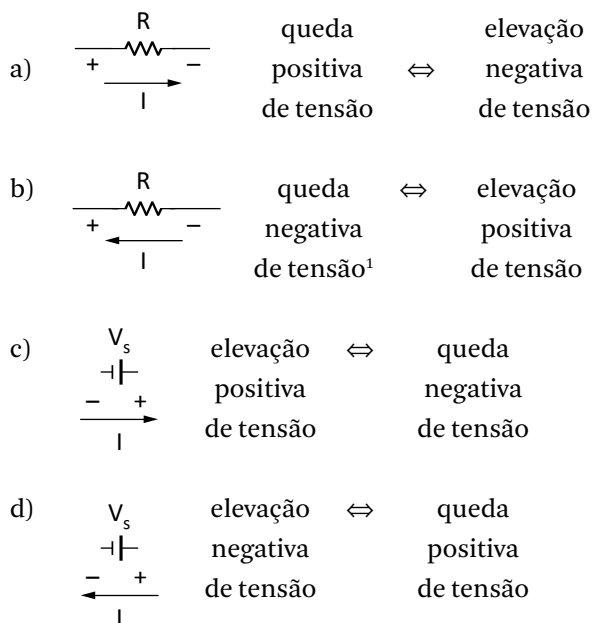 a) R + − I queda positiva de tensão ⇔ elevação negativa de tensão
b) R + − I queda negativa de tensão¹ ⇔ elevação positiva de tensão
c) Vₛ − + I elevação positiva de tensão ⇔ queda negativa de tensão
d) Vₛ − + I elevação negativa de tensão ⇔ queda positiva de tensão